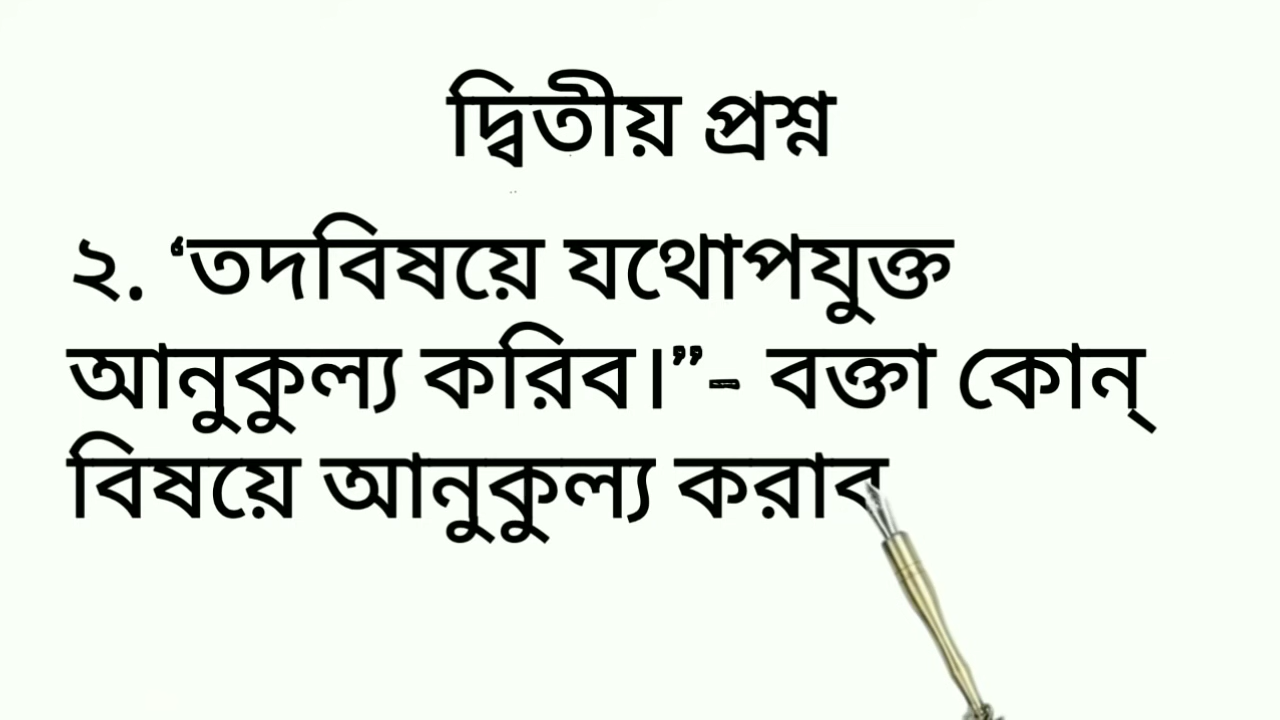 দ্বিতীয় প্রশ্ন
২. ‘তদবিষয়ে যথোপযুক্ত
আনুকুল্য করিব।”- বক্তা কোন্
বিষয়ে আনুকুল্য করাব